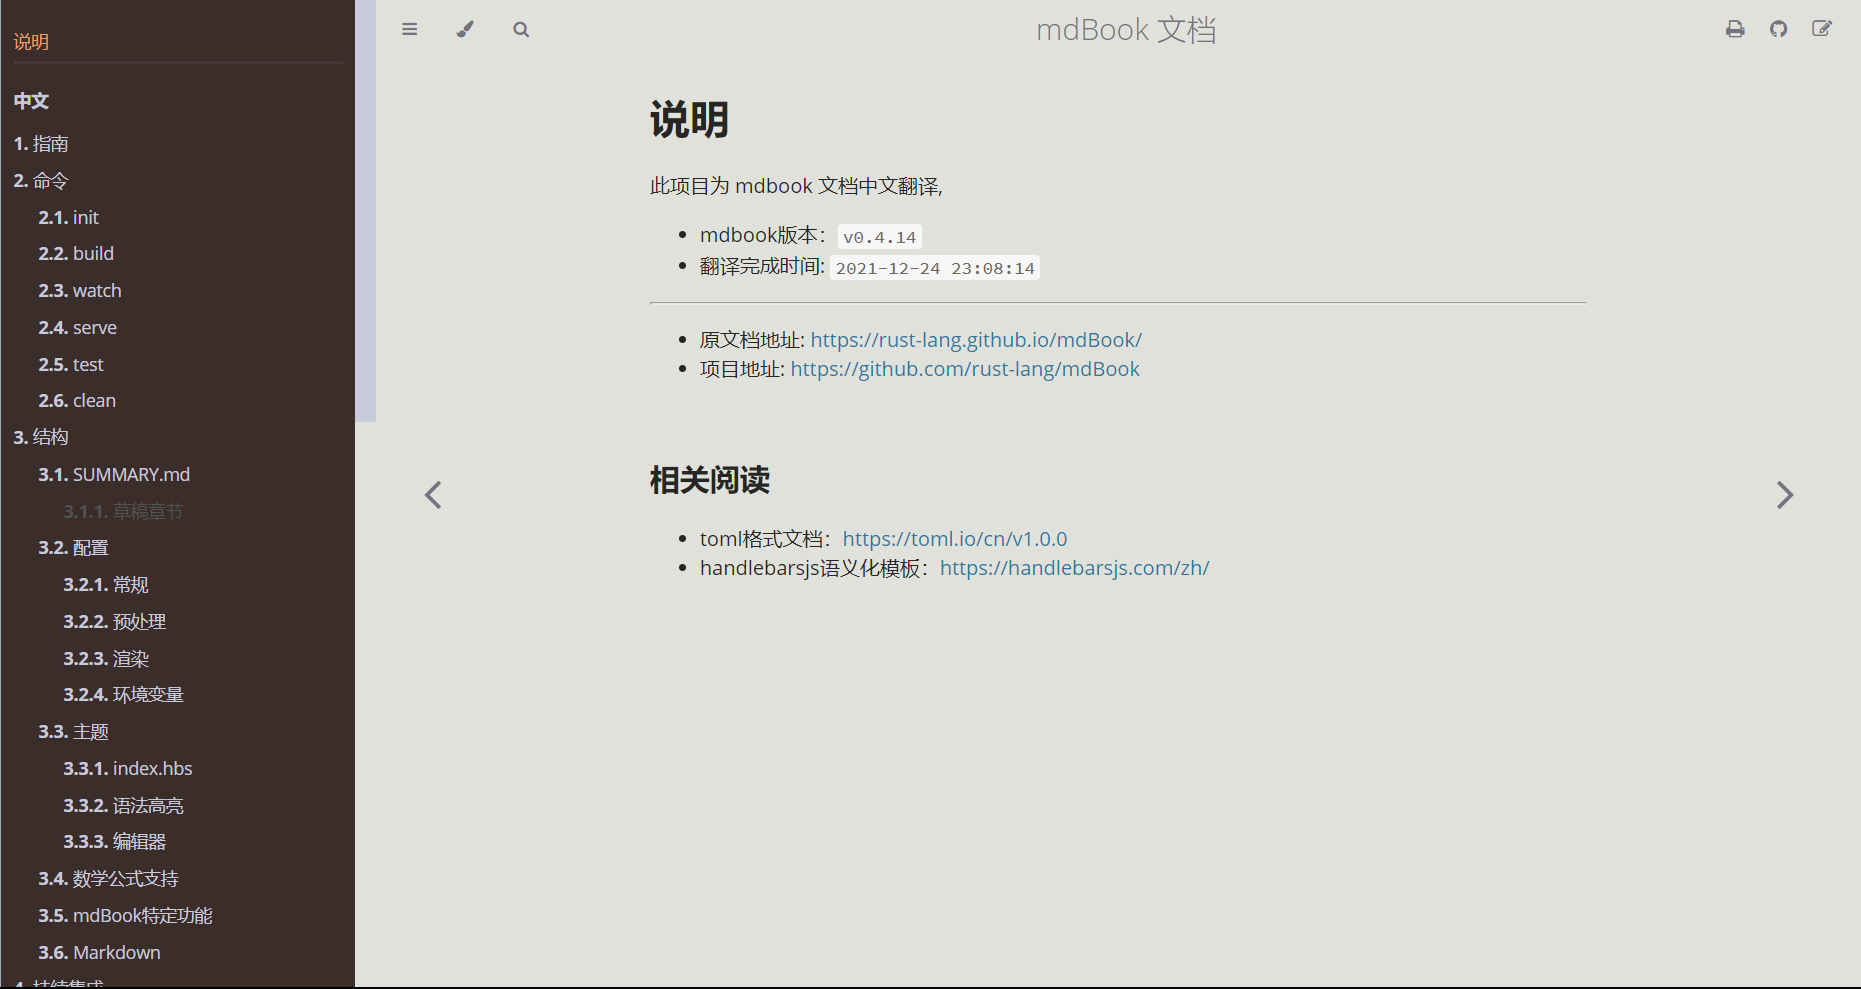 说明
中文
1. 指南
2. 命令
2.1. init
2.2. build
2.3. watch
2.4. serve
2.5. test
2.6. clean
3. 结构
3.1. SUMMARY.md
3.1.1. 草稿章节
3.2. 配置
3.2.1. 常规
3.2.2. 预处理
3.2.3. 渲染
3.2.4. 环境变量
3.3. 主题
3.3.1. index.hbs
3.3.2. 语法高亮
3.3.3. 编辑器
3.4. 数学公式支持
3.5. mdBook特定功能
3.6. Markdown
4. 持续集成
mdBook 文档
说明
此项目为 mdbook 文档中文翻译,
mdbook版本： v0.4.14
翻译完成时间: 2021-12-24 23:08:14
原文档地址: https://rust-lang.github.io/mdBook/
项目地址: https://github.com/rust-lang/mdBook
相关阅读
toml格式文档：https://toml.io/cn/v1.0.0
handlebarsjs语义化模板：https://handlebarsjs.com/zh/